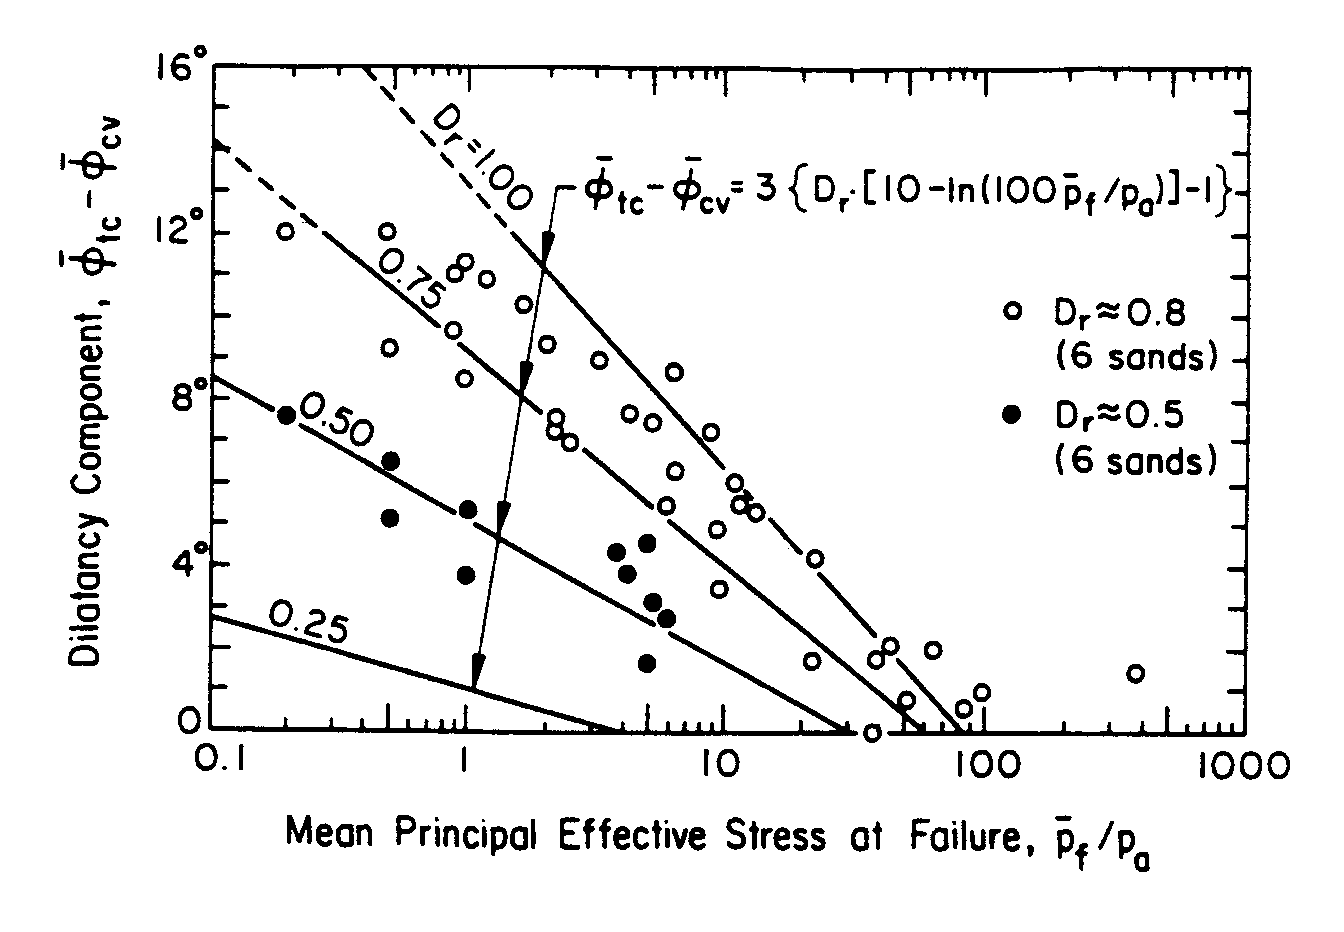 16°
12°
8°
4°
0
Dilatancy Component, ϕ̄tc − ϕ̄cv
Dr=1.00
0.75
0.50
0.25
ϕ̄tc − ϕ̄cv = 3 {Dr·[10−ln(100 p̄f/pa)]−1}
Dr≈0.8
(6 sands)
Dr≈0.5
(6 sands)
0.1 1 10 100 1000
Mean Principal Effective Stress at Failure, p̄f/pa